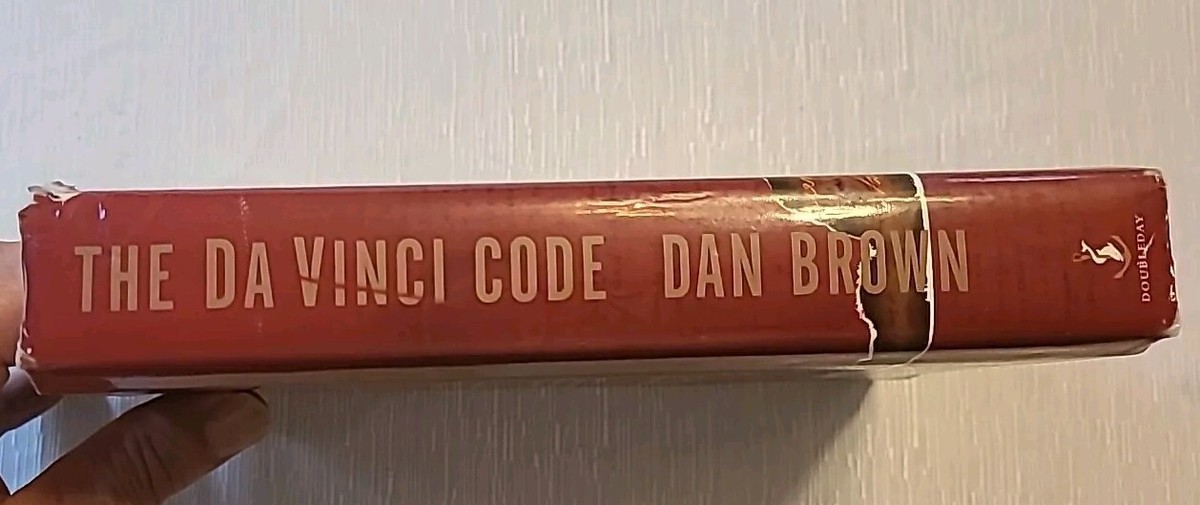 THE DA VINCI CODE DAN BROWN
DOUBLEDAY